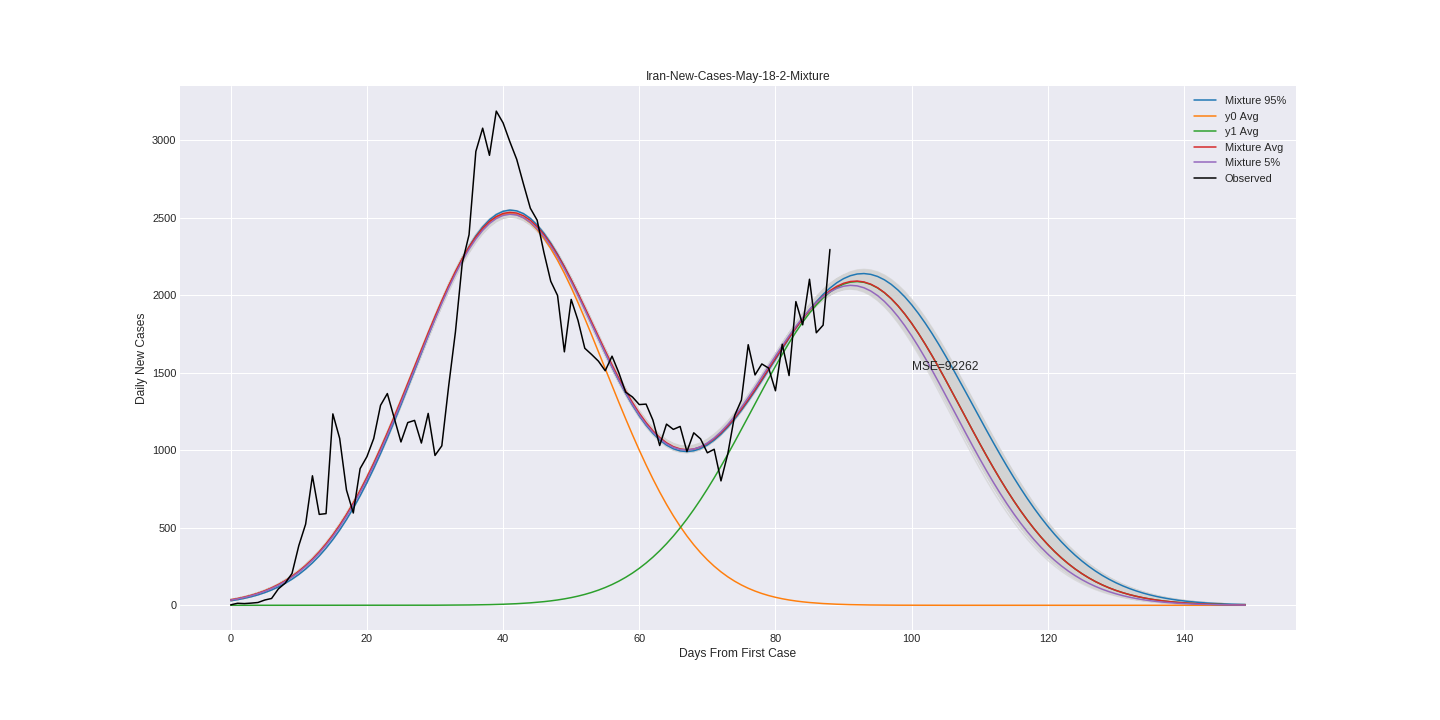 Iran-New-Cases-May-18-2-Mixture
Mixture 95%
y0 Avg
y1 Avg
Mixture Avg
Mixture 5%
Observed
MSE=92262
Daily New Cases
3000
2500
2000
1500
1000
500
0
0 20 40 60 80 100 120 140
Days From First Case